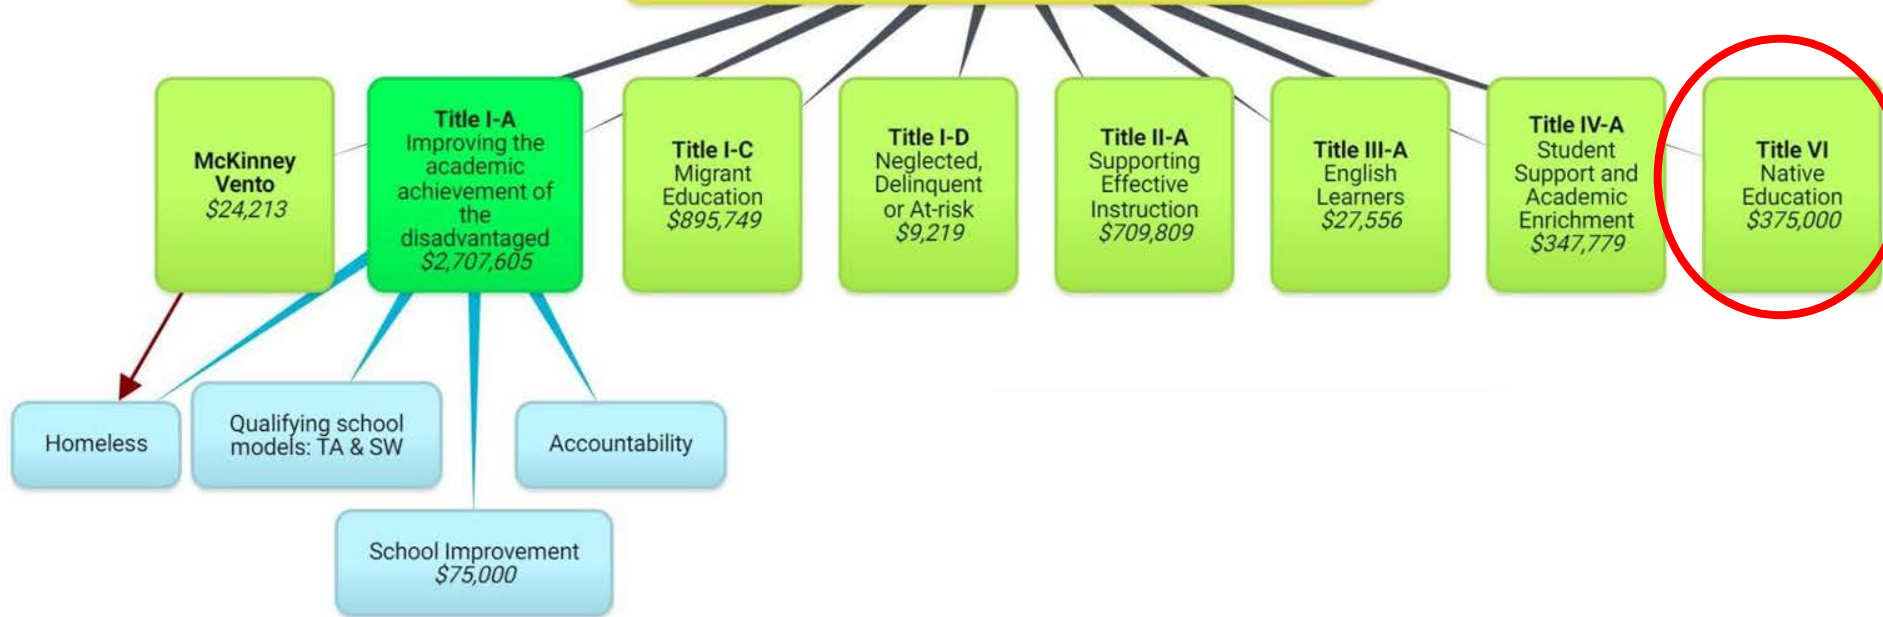 McKinney
Vento
$24,213
Title I-A
Improving the
academic
achievement of
the
disadvantaged
$2,707,605
Title I-C
Migrant
Education
$895,749
Title I-D
Neglected,
Delinquent
or At-risk
$9,219
Title II-A
Supporting
Effective
Instruction
$709,809
Title III-A
English
Learners
$27,556
Title IV-A
Student
Support and
Academic
Enrichment
$347,779
Title VI
Native
Education
$375,000
Homeless
Qualifying school
models: TA & SW
Accountability
School Improvement
$75,000